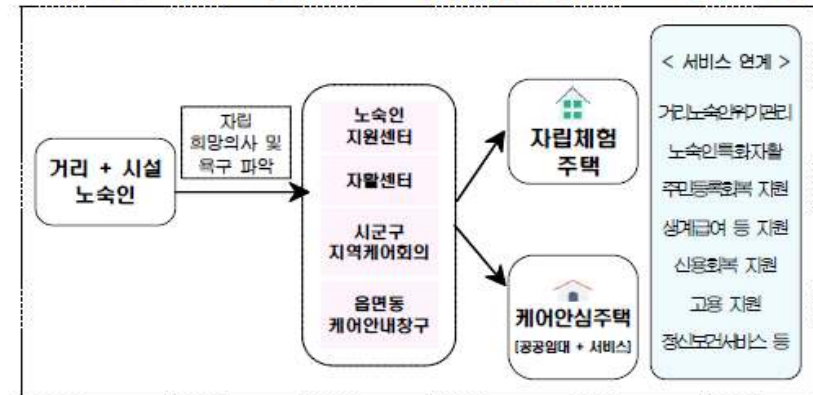 거리 + 시설
노숙인
자립
희망의사 및
욕구 파악
노숙인
지원센터
자활센터
시군구
지역케어회의
읍면동
케어안내창구
자립체험
주택
케어안심주택
[공공임대 + 서비스]
< 서비스 연계 >
거리노숙인위기관리
노숙인특화자활
주민등록회복 지원
생계급여 등 지원
신용회복 지원
고용 지원
정신보건서비스 등